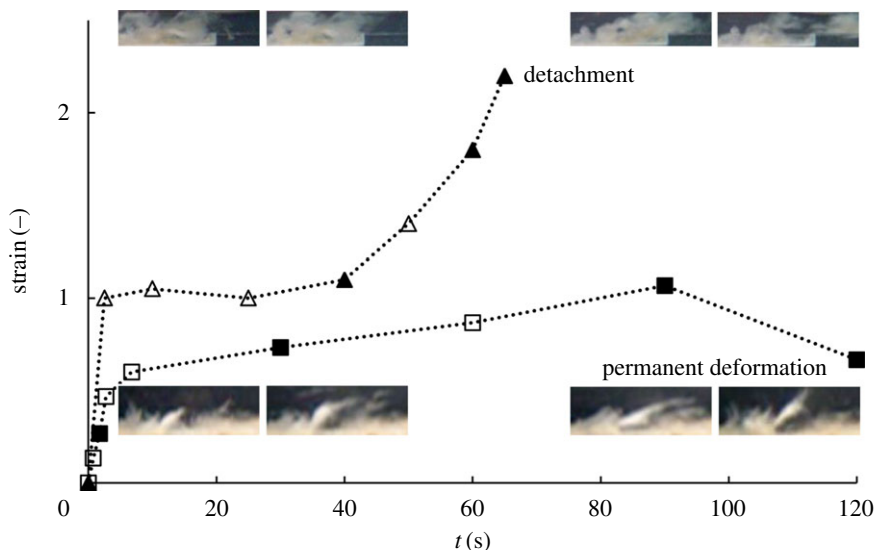 detachment
2
strain (–)
1
permanent deformation
0
20
40
60
80
100
120
t (s)